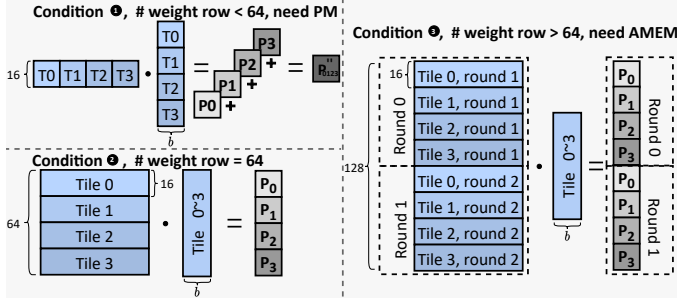 Condition ❶, # weight row < 64, need PM
16
T0 T1 T2 T3
T0
T1
T2
T3
b
=
P0
P1
P2
P3
+
+
+
=
P''0123
Condition ❷, # weight row = 64
64
Tile 0
Tile 1
Tile 2
Tile 3
16
Tile 0~3
b
=
P0
P1
P2
P3
Condition ❸, # weight row > 64, need AMEM
128
16
Round 0
Tile 0, round 1
Tile 1, round 1
Tile 2, round 1
Tile 3, round 1
Round 1
Tile 0, round 2
Tile 1, round 2
Tile 2, round 2
Tile 3, round 2
Tile 0~3
b
=
P0
P1
P2
P3
Round 0
P0
P1
P2
P3
Round 1